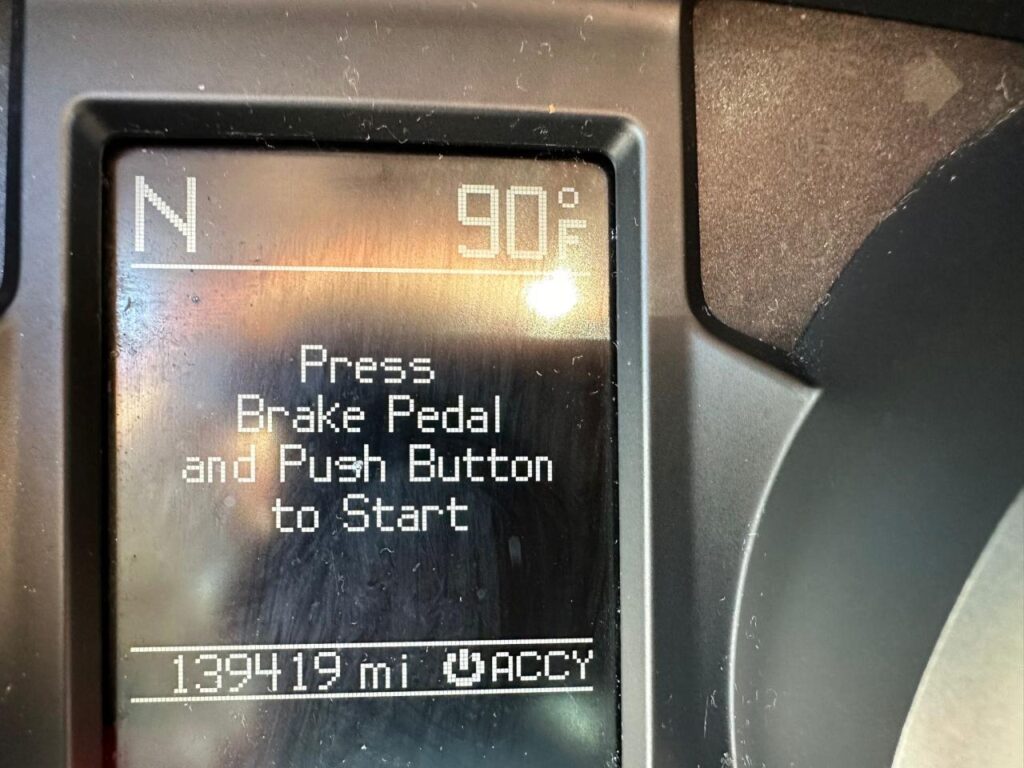 N 90°F
Press
Brake Pedal
and Push Button
to Start
139419 mi ACCY